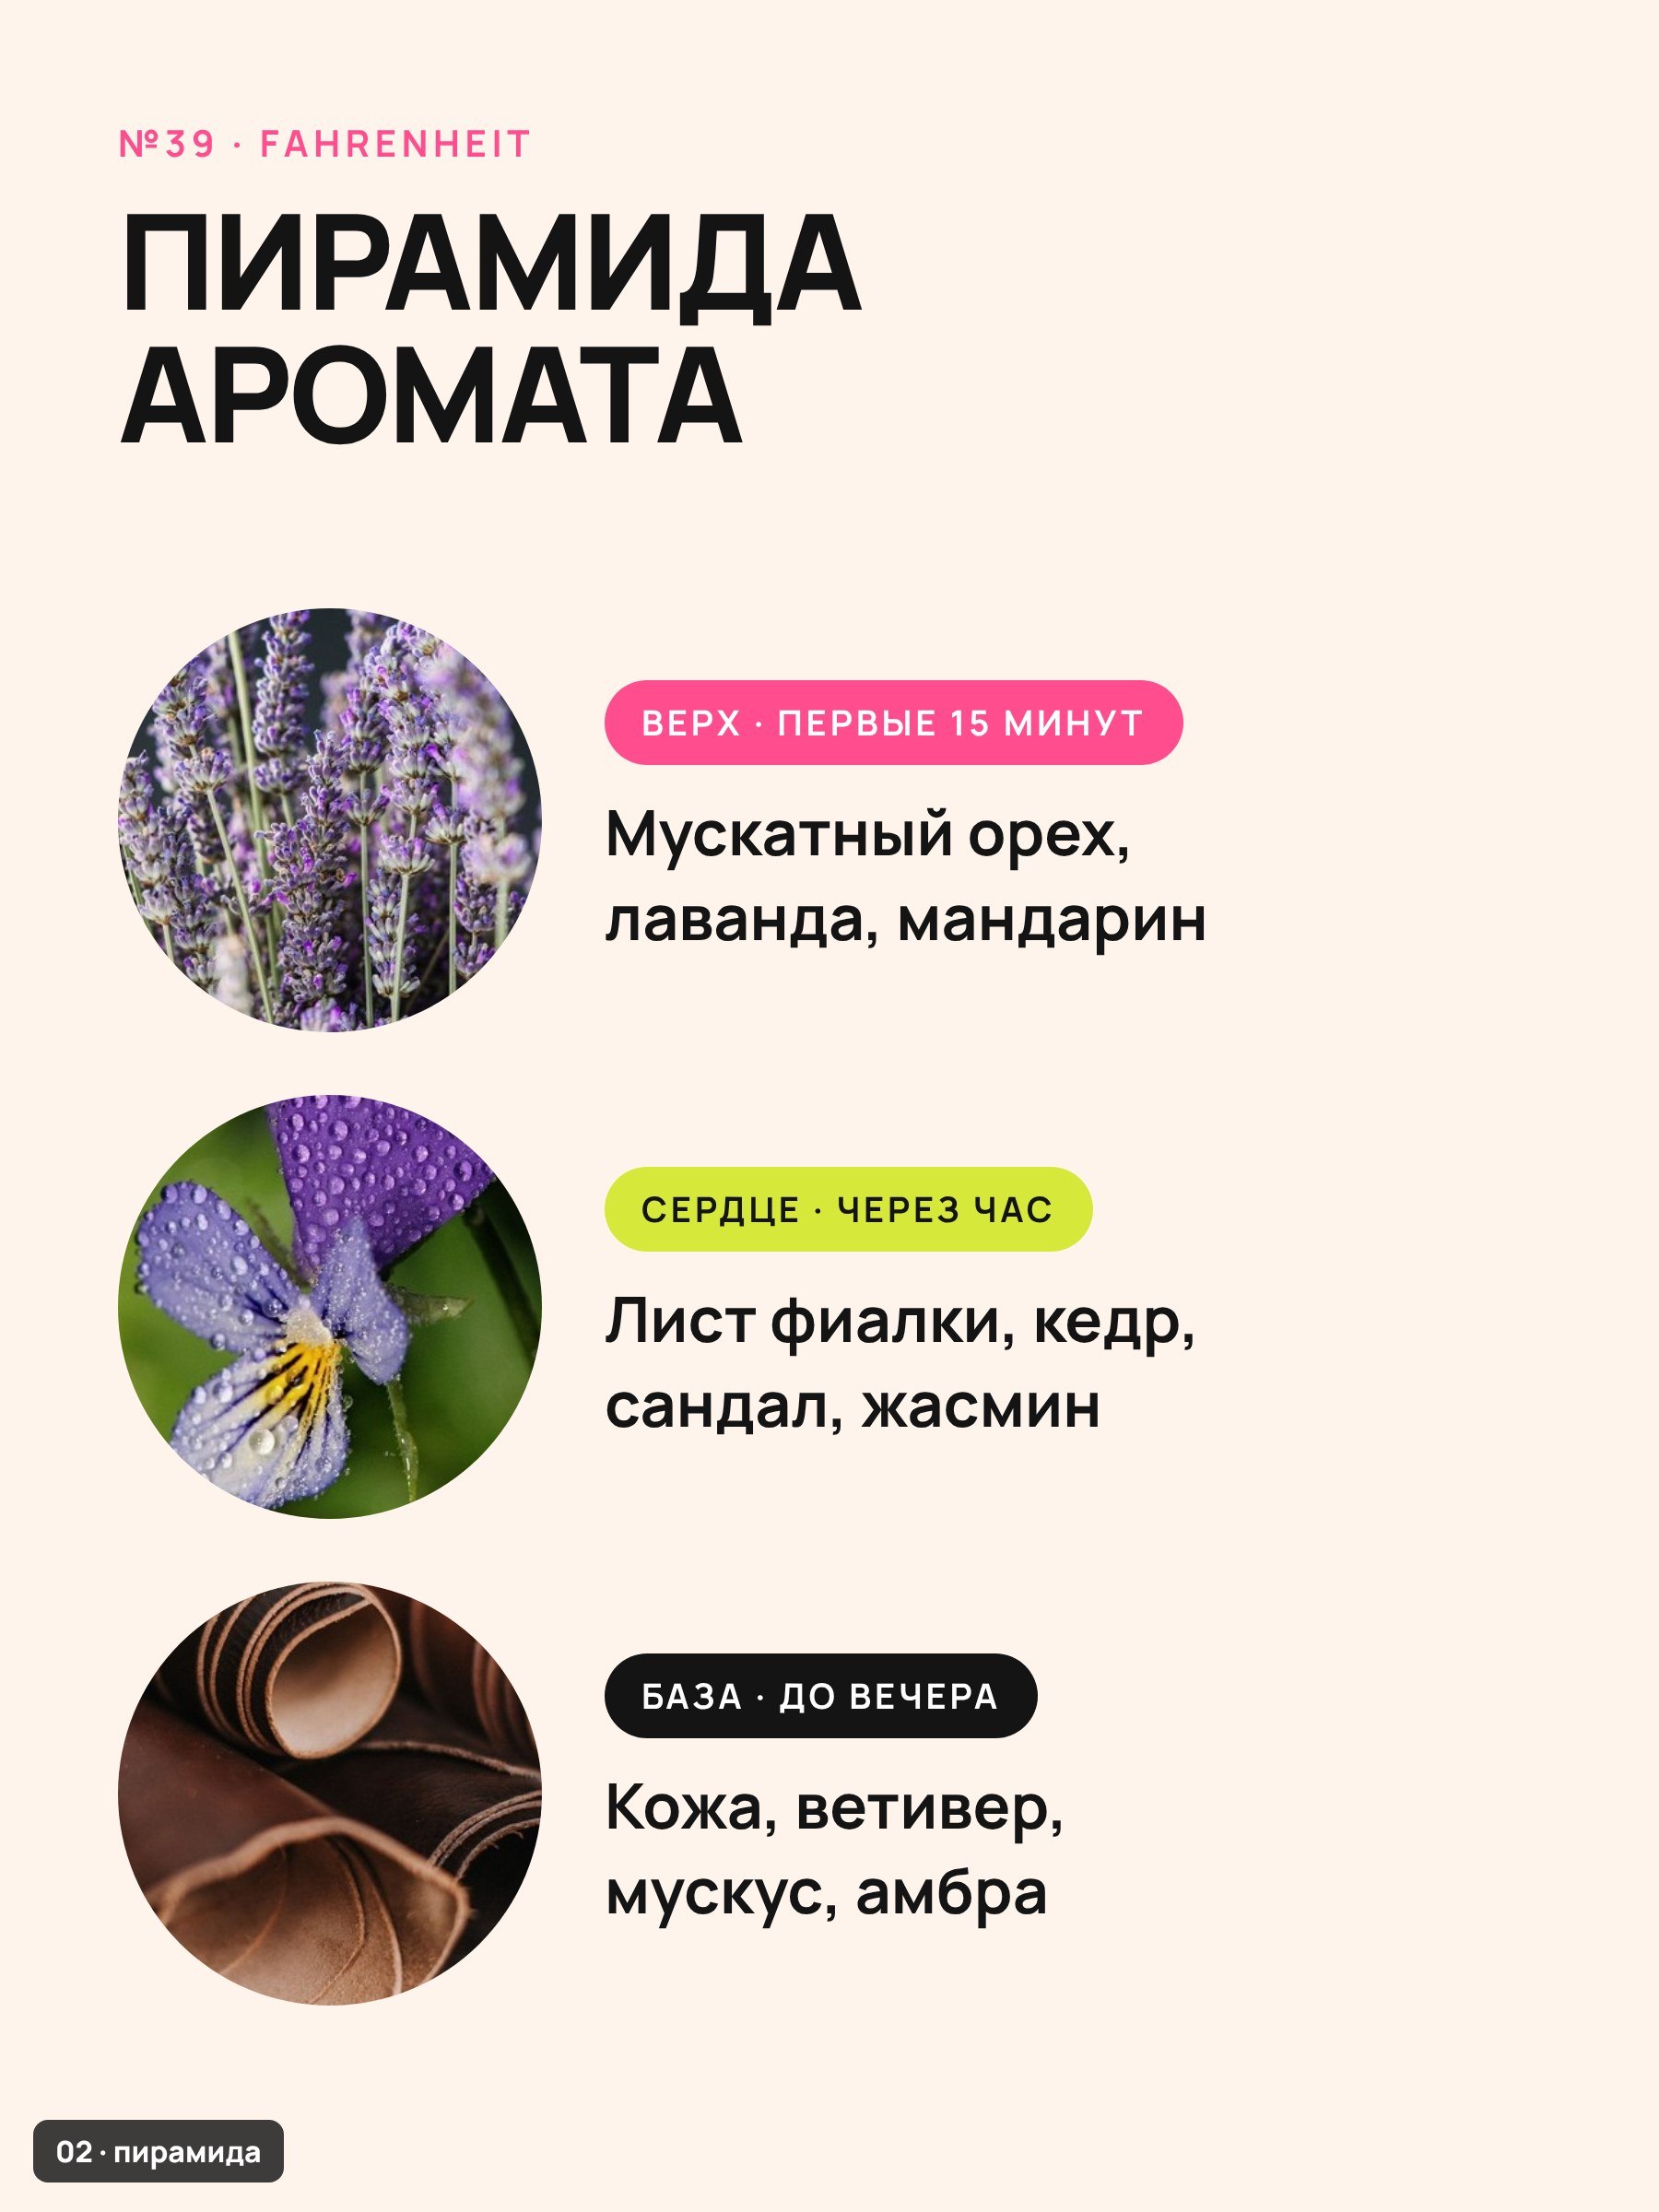 №39 · FAHRENHEIT
ПИРАМИДА
АРОМАТА
ВЕРХ · ПЕРВЫЕ 15 МИНУТ
Мускатный орех,
лаванда, мандарин
СЕРДЦЕ · ЧЕРЕЗ ЧАС
Лист фиалки, кедр,
сандал, жасмин
БАЗА · ДО ВЕЧЕРА
Кожа, ветивер,
мускус, амбра
02 · пирамида